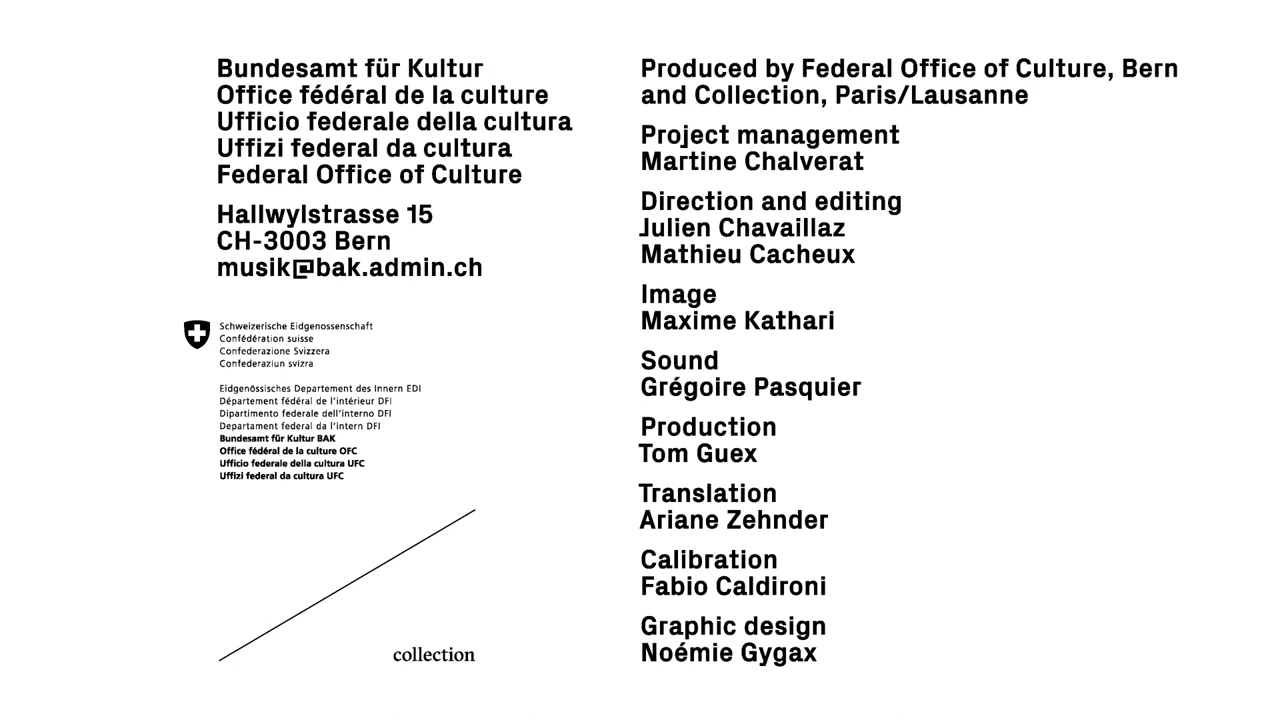 Bundesamt für Kultur
Office fédéral de la culture
Ufficio federale della cultura
Uffizi federal da cultura
Federal Office of Culture
Hallwylstrasse 15
CH-3003 Bern
musik@bak.admin.ch
Schweizerische Eidgenossenschaft
Confédération suisse
Confederazione Svizzera
Confederaziun svizra
Eidgenössisches Departement des Innern EDI
Département fédéral de l'intérieur DFI
Dipartimento federale dell'interno DFI
Departament federal da l'intern DFI
Bundesamt für Kultur BAK
Office fédéral de la culture OFC
Ufficio federale della cultura UFC
Uffizi federal da cultura UFC
collection
Produced by Federal Office of Culture, Bern
and Collection, Paris/Lausanne
Project management
Martine Chalverat
Direction and editing
Julien Chavaillaz
Mathieu Cacheux
Image
Maxime Kathari
Sound
Grégoire Pasquier
Production
Tom Guex
Translation
Ariane Zehnder
Calibration
Fabio Caldironi
Graphic design
Noémie Gygax